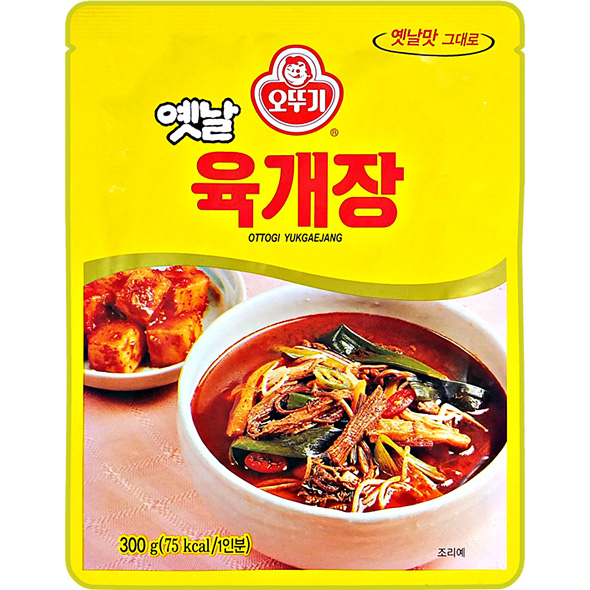 옛날맛 그대로
오뚜기
®
옛날
육개장
OTTOGI YUKGAEJANG
300 g(75 kcal/1인분)
조리예